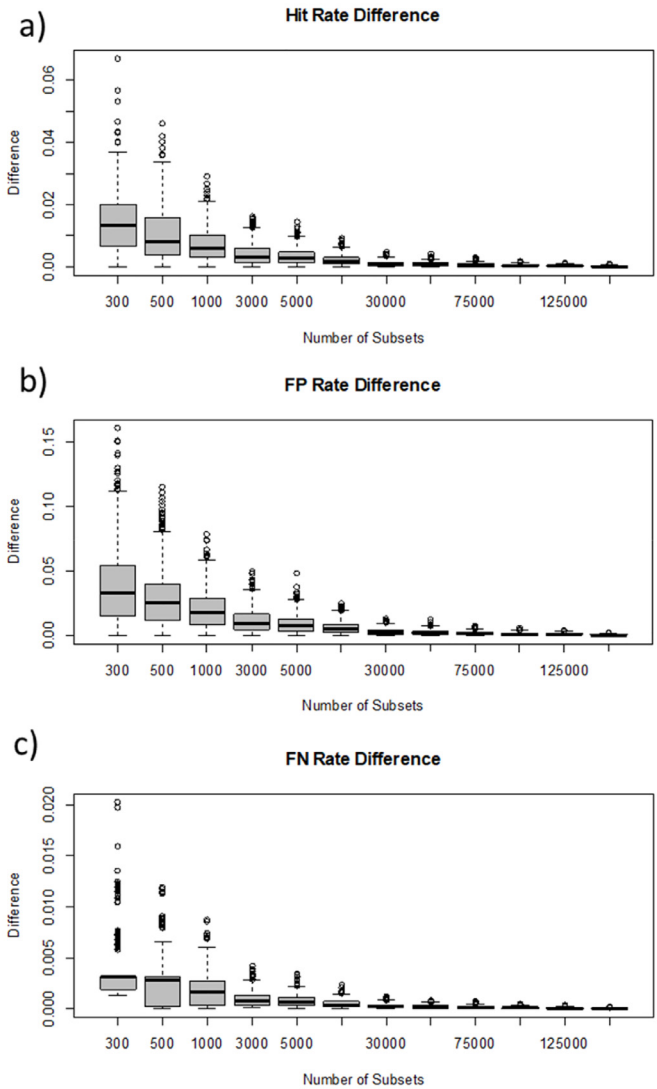 a)
Hit Rate Difference
Difference
0.00 0.02 0.04 0.06
300 500 1000 3000 5000 30000 75000 125000
Number of Subsets
b)
FP Rate Difference
Difference
0.00 0.05 0.10 0.15
300 500 1000 3000 5000 30000 75000 125000
Number of Subsets
c)
FN Rate Difference
Difference
0.000 0.005 0.010 0.015 0.020
300 500 1000 3000 5000 30000 75000 125000
Number of Subsets